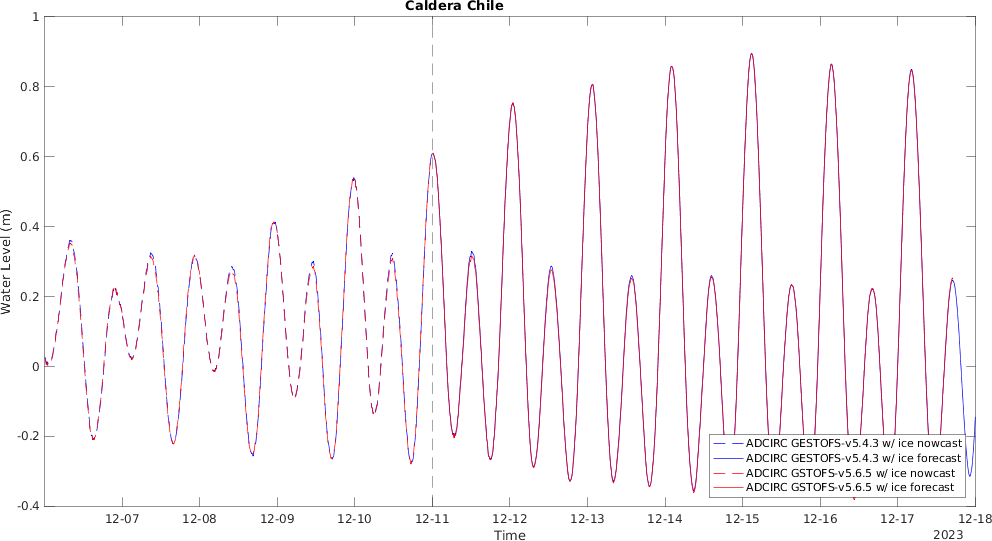 Caldera Chile
1
0.8
0.6
0.4
0.2
0
-0.2
-0.4
Water Level (m)
ADCIRC GESTOFS-v5.4.3 w/ ice nowcast
ADCIRC GESTOFS-v5.4.3 w/ ice forecast
ADCIRC GSTOFS-v5.6.5 w/ ice nowcast
ADCIRC GSTOFS-v5.6.5 w/ ice forecast
12-07 12-08 12-09 12-10 12-11 12-12 12-13 12-14 12-15 12-16 12-17 12-18
Time
2023